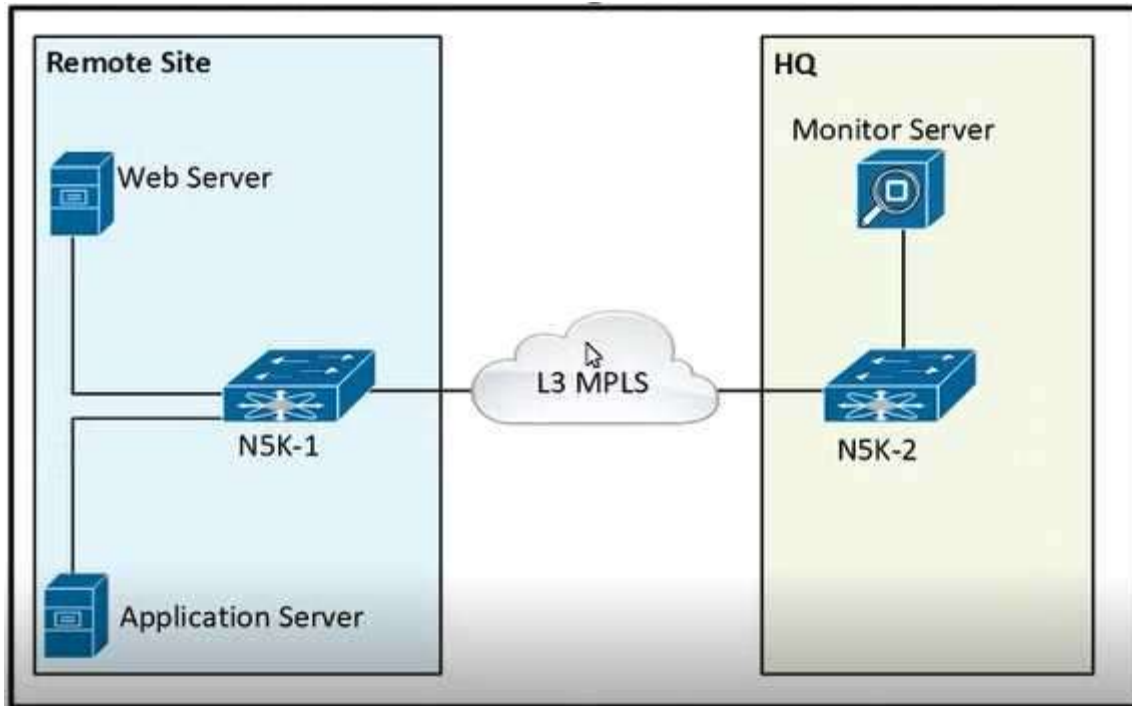 Remote Site
Web Server
N5K-1
Application Server
L3 MPLS
HQ
Monitor Server
N5K-2